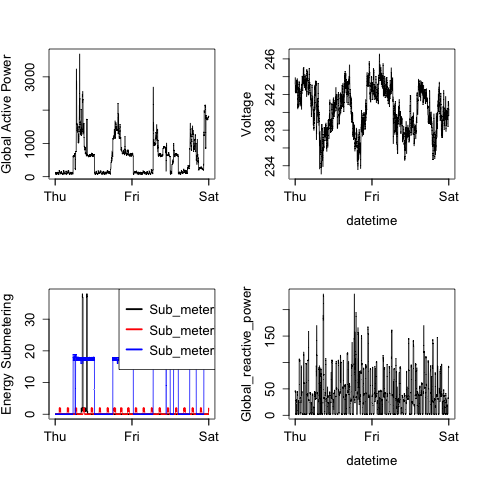 Global Active Power
0 1000 3000
Thu Fri Sat
Voltage
234 238 242 246
Thu Fri Sat
datetime
Energy Submetering
0 10 20 30
Sub_meter
Sub_meter
Sub_meter
Thu Fri Sat
Global_reactive_power
0 50 150
Thu Fri Sat
datetime